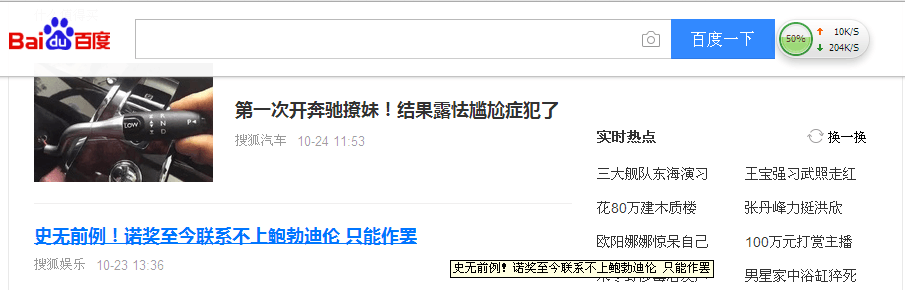 Bai du 百度
百度一下
50%
10K/S
204K/S
LOW
第一次开奔驰撩妹！结果露怯尴尬症犯了
搜狐汽车 10-24 11:53
史无前例！诺奖至今联系不上鲍勃迪伦 只能作罢
搜狐娱乐 10-23 13:36
史无前例！诺奖至今联系不上鲍勃迪伦 只能作罢
实时热点 换一换
三大舰队东海演习 王宝强习武照走红
花80万建木质楼 张丹峰力挺洪欣
欧阳娜娜惊呆自己 100万元打赏主播
男星家中浴缸猝死